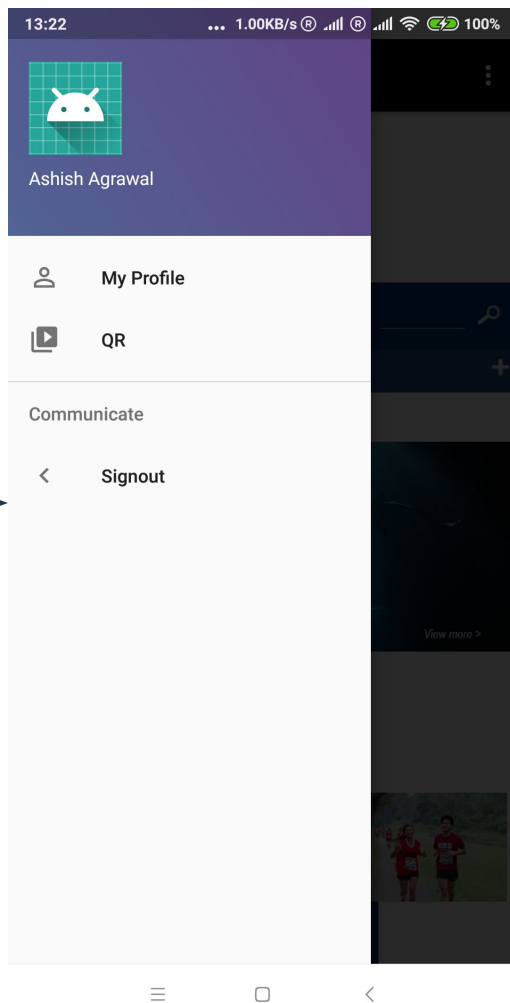 13:22 ... 1.00KB/s R R 100%
Ashish Agrawal
My Profile
QR
Communicate
Signout
View more >